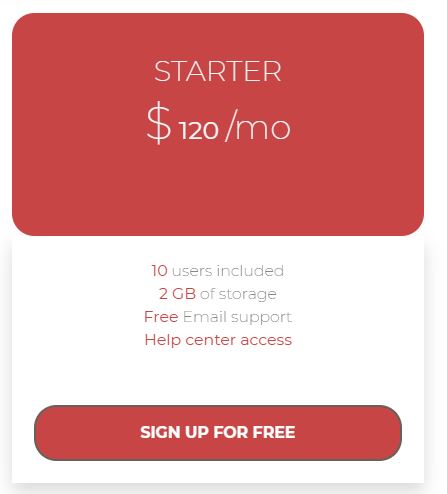 STARTER
$ 120 /mo
10 users included
2 GB of storage
Free Email support
Help center access
SIGN UP FOR FREE